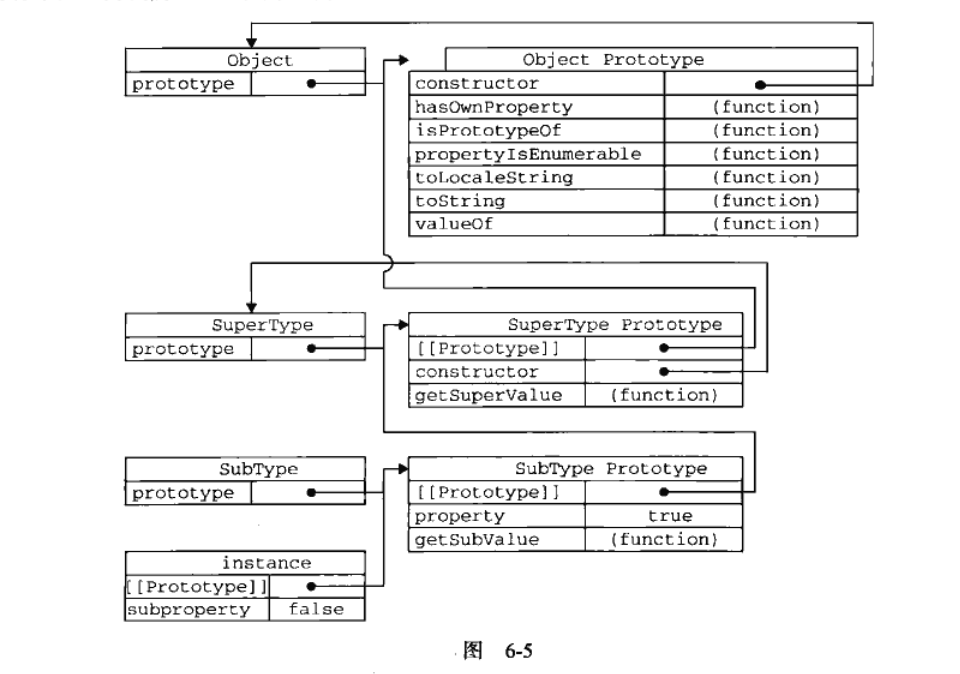 Object
prototype
Object Prototype
constructor
hasOwnProperty (function)
isPrototypeOf (function)
propertyIsEnumerable (function)
toLocaleString (function)
toString (function)
valueOf (function)
SuperType
prototype
SuperType Prototype
[[Prototype]]
constructor
getSuperValue (function)
SubType
prototype
SubType Prototype
[[Prototype]]
property true
getSubValue (function)
instance
[[Prototype]]
subproperty false
图 6-5